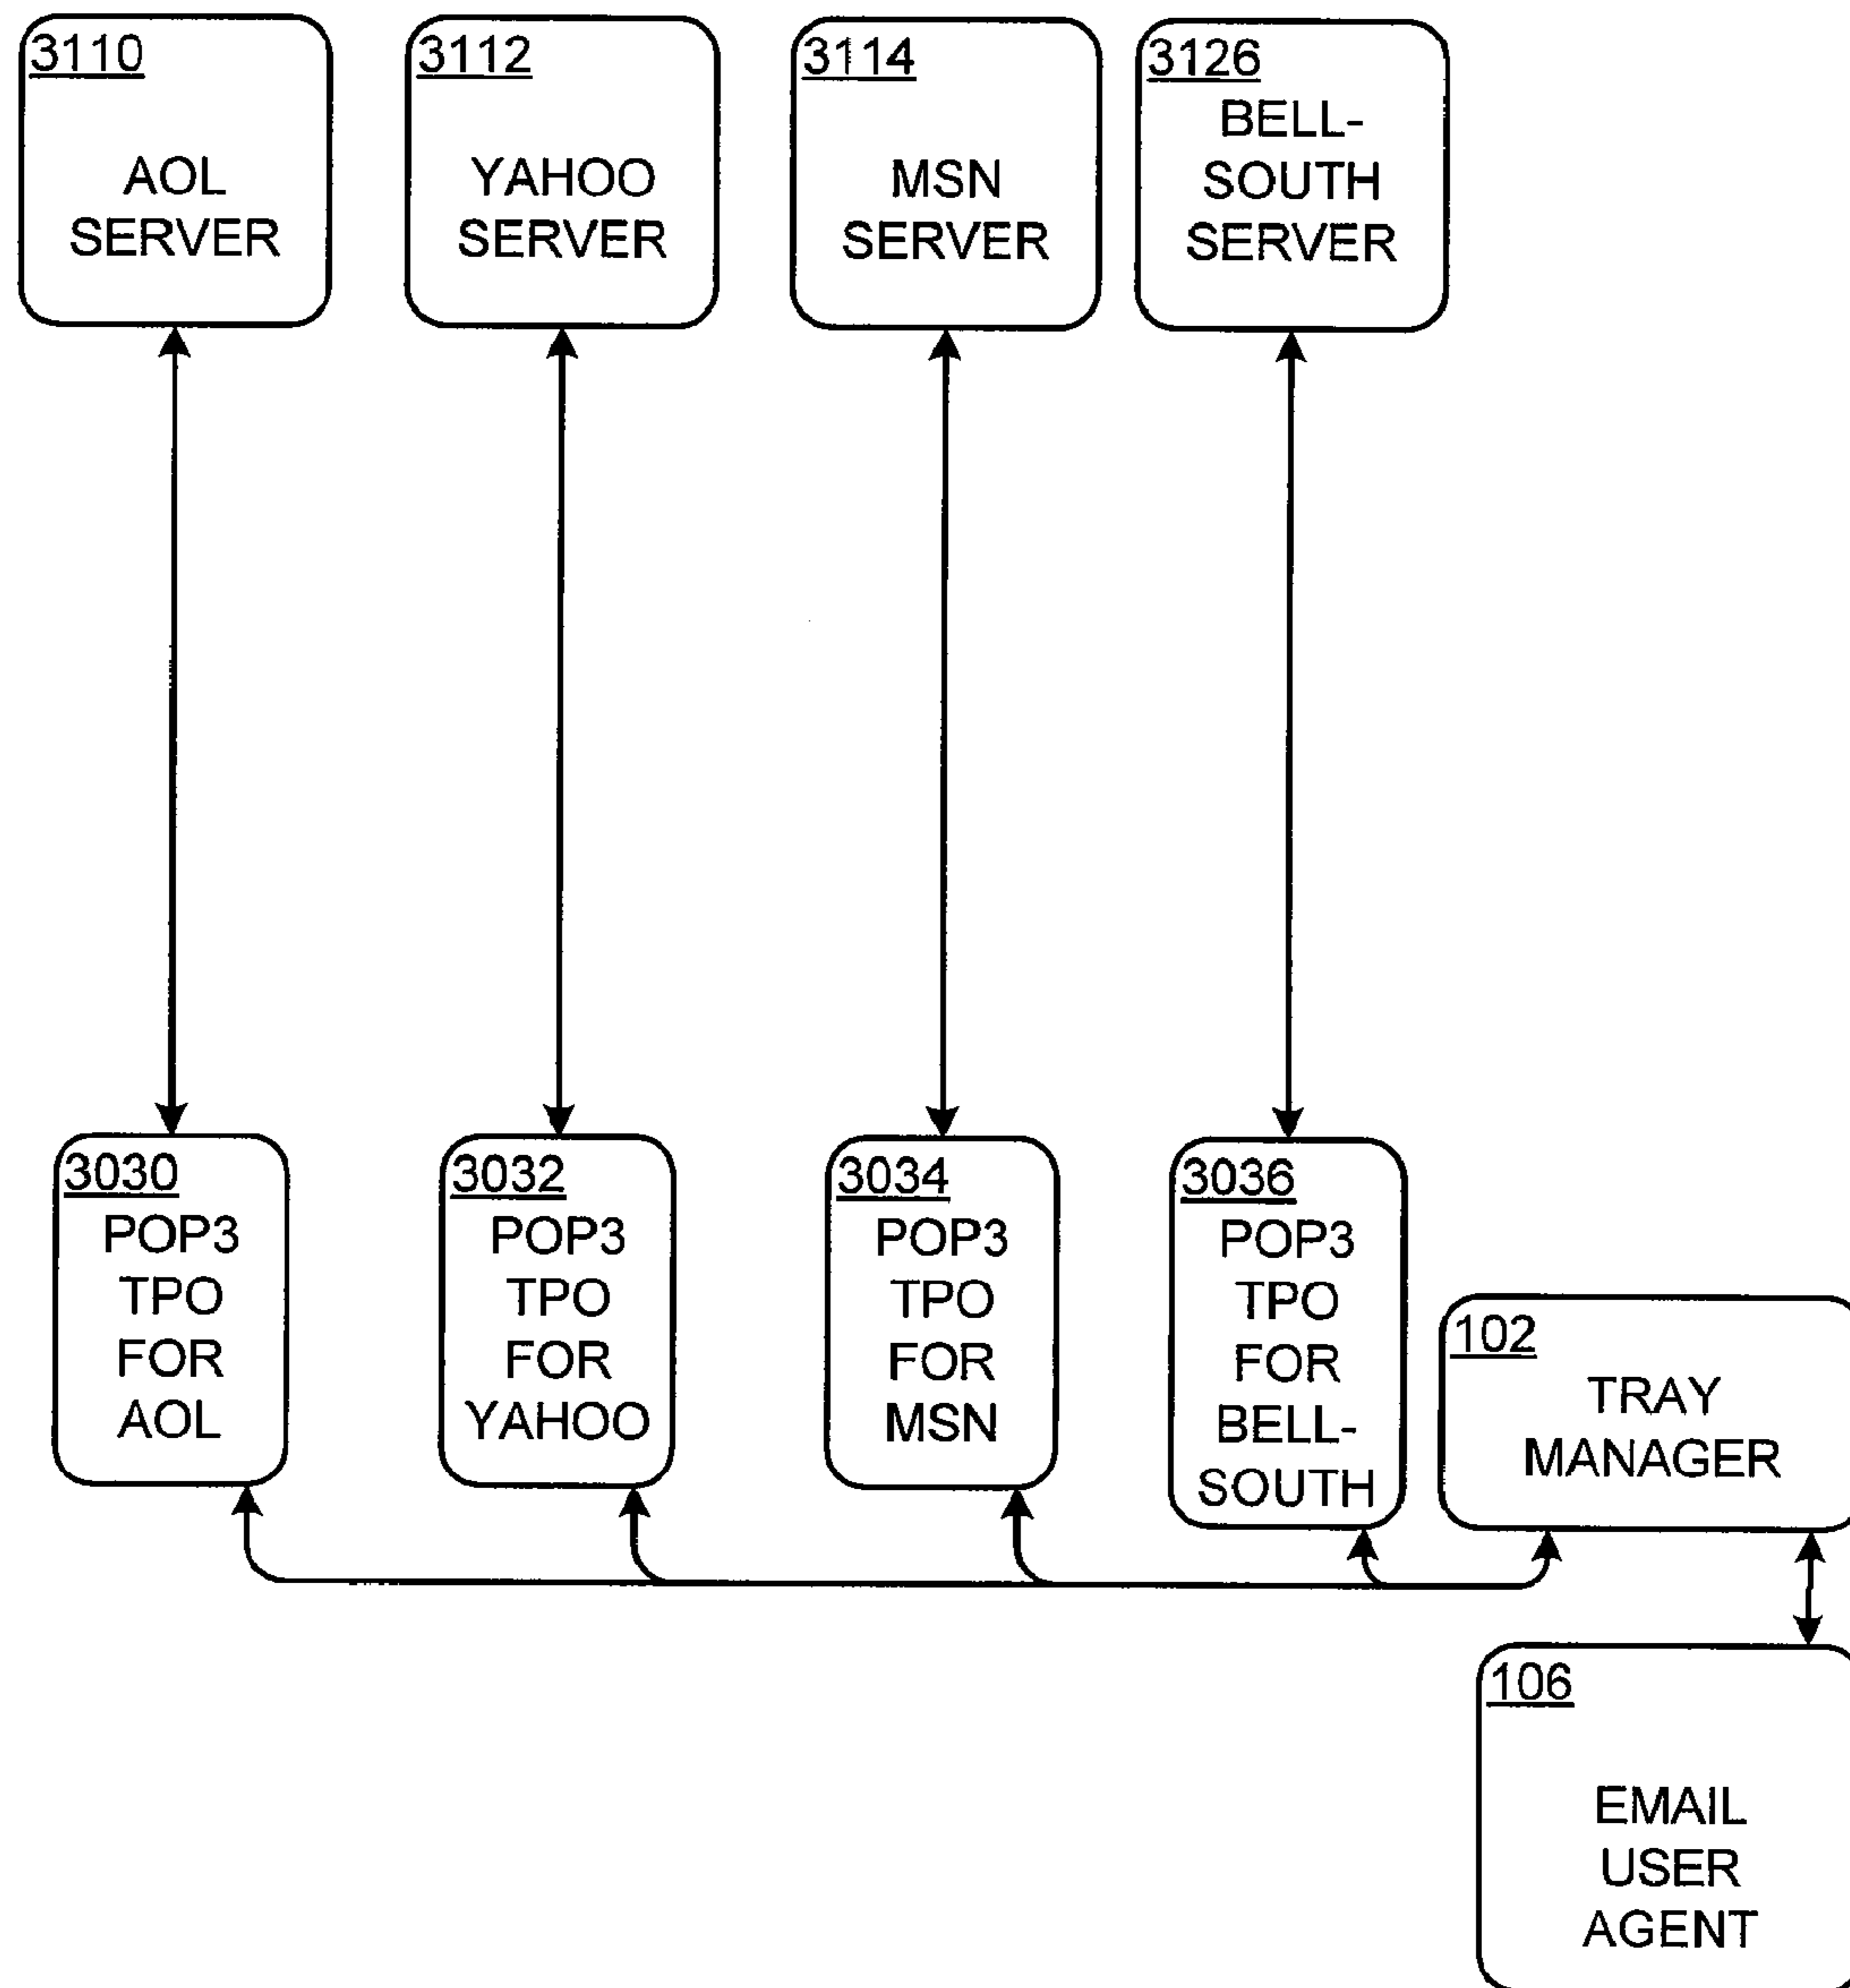 3110
AOL
SERVER
3112
YAHOO
SERVER
3114
MSN
SERVER
3126
BELL-
SOUTH
SERVER
3030
POP3
TPO
FOR
AOL
3032
POP3
TPO
FOR
YAHOO
3034
POP3
TPO
FOR
MSN
3036
POP3
TPO
FOR
BELL-
SOUTH
102
TRAY
MANAGER
106
EMAIL
USER
AGENT